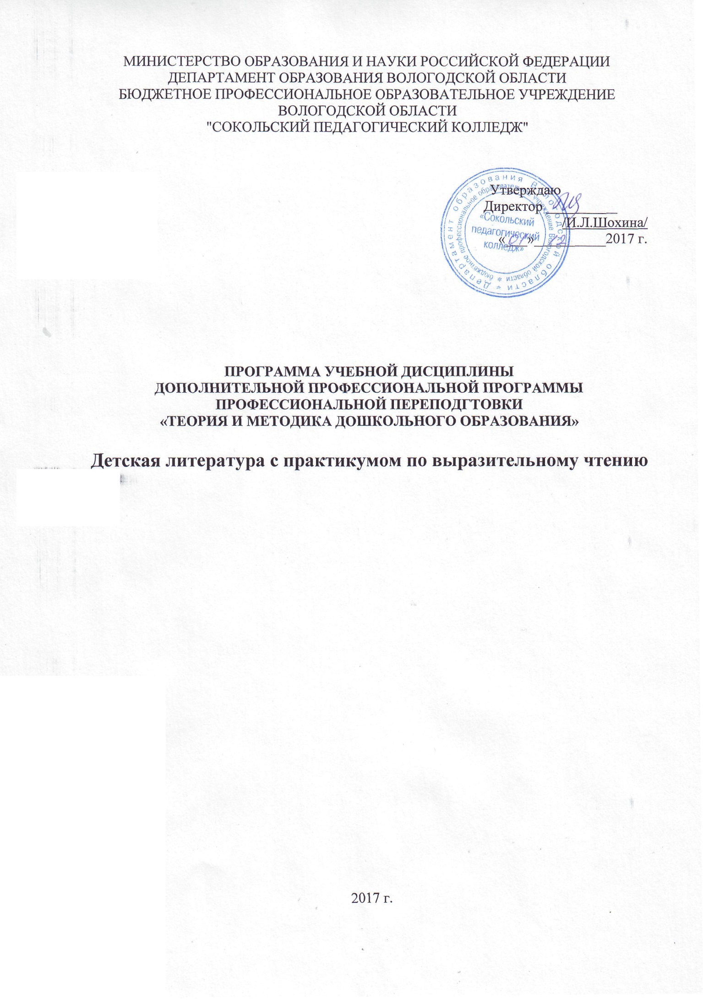 МИНИСТЕРСТВО ОБРАЗОВАНИЯ И НАУКИ РОССИЙСКОЙ ФЕДЕРАЦИИ
ДЕПАРТАМЕНТ ОБРАЗОВАНИЯ ВОЛОГОДСКОЙ ОБЛАСТИ
БЮДЖЕТНОЕ ПРОФЕССИОНАЛЬНОЕ ОБРАЗОВАТЕЛЬНОЕ УЧРЕЖДЕНИЕ
ВОЛОГОДСКОЙ ОБЛАСТИ
"СОКОЛЬСКИЙ ПЕДАГОГИЧЕСКИЙ КОЛЛЕДЖ"
Утверждаю
Директор __________
/И.Л.Шохина/
«01» 12 2017 г.
Департамент образования Вологодской области *
бюджетное профессиональное образовательное учреждение Вологодской области *
«Сокольский
педагогический
колледж»
ПРОГРАММА УЧЕБНОЙ ДИСЦИПЛИНЫ
ДОПОЛНИТЕЛЬНОЙ ПРОФЕССИОНАЛЬНОЙ ПРОГРАММЫ
ПРОФЕССИОНАЛЬНОЙ ПЕРЕПОДГТОВКИ
«ТЕОРИЯ И МЕТОДИКА ДОШКОЛЬНОГО ОБРАЗОВАНИЯ»
Детская литература с практикумом по выразительному чтению
2017 г.